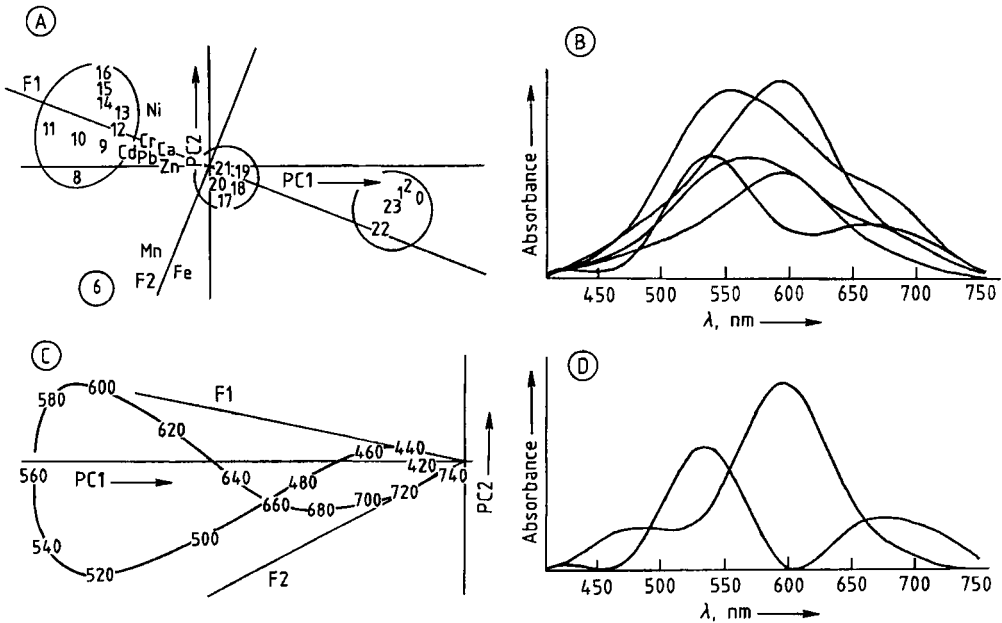 A
F1
16
15
14
13
Ni
12
11
10
9
Cr
Ca
Cd
Pb
Zn
8
PC2
21
19
20
18
17
PC1
1
2
0
23
22
Mn
F2
Fe
6
B
Absorbance
450 500 550 600 650 700 750
λ, nm
C
F1
600
580
620
460
440
560
PC1
640
480
420
740
660
680
700
720
540
500
520
F2
PC2
D
Absorbance
450 500 550 600 650 700 750
λ, nm